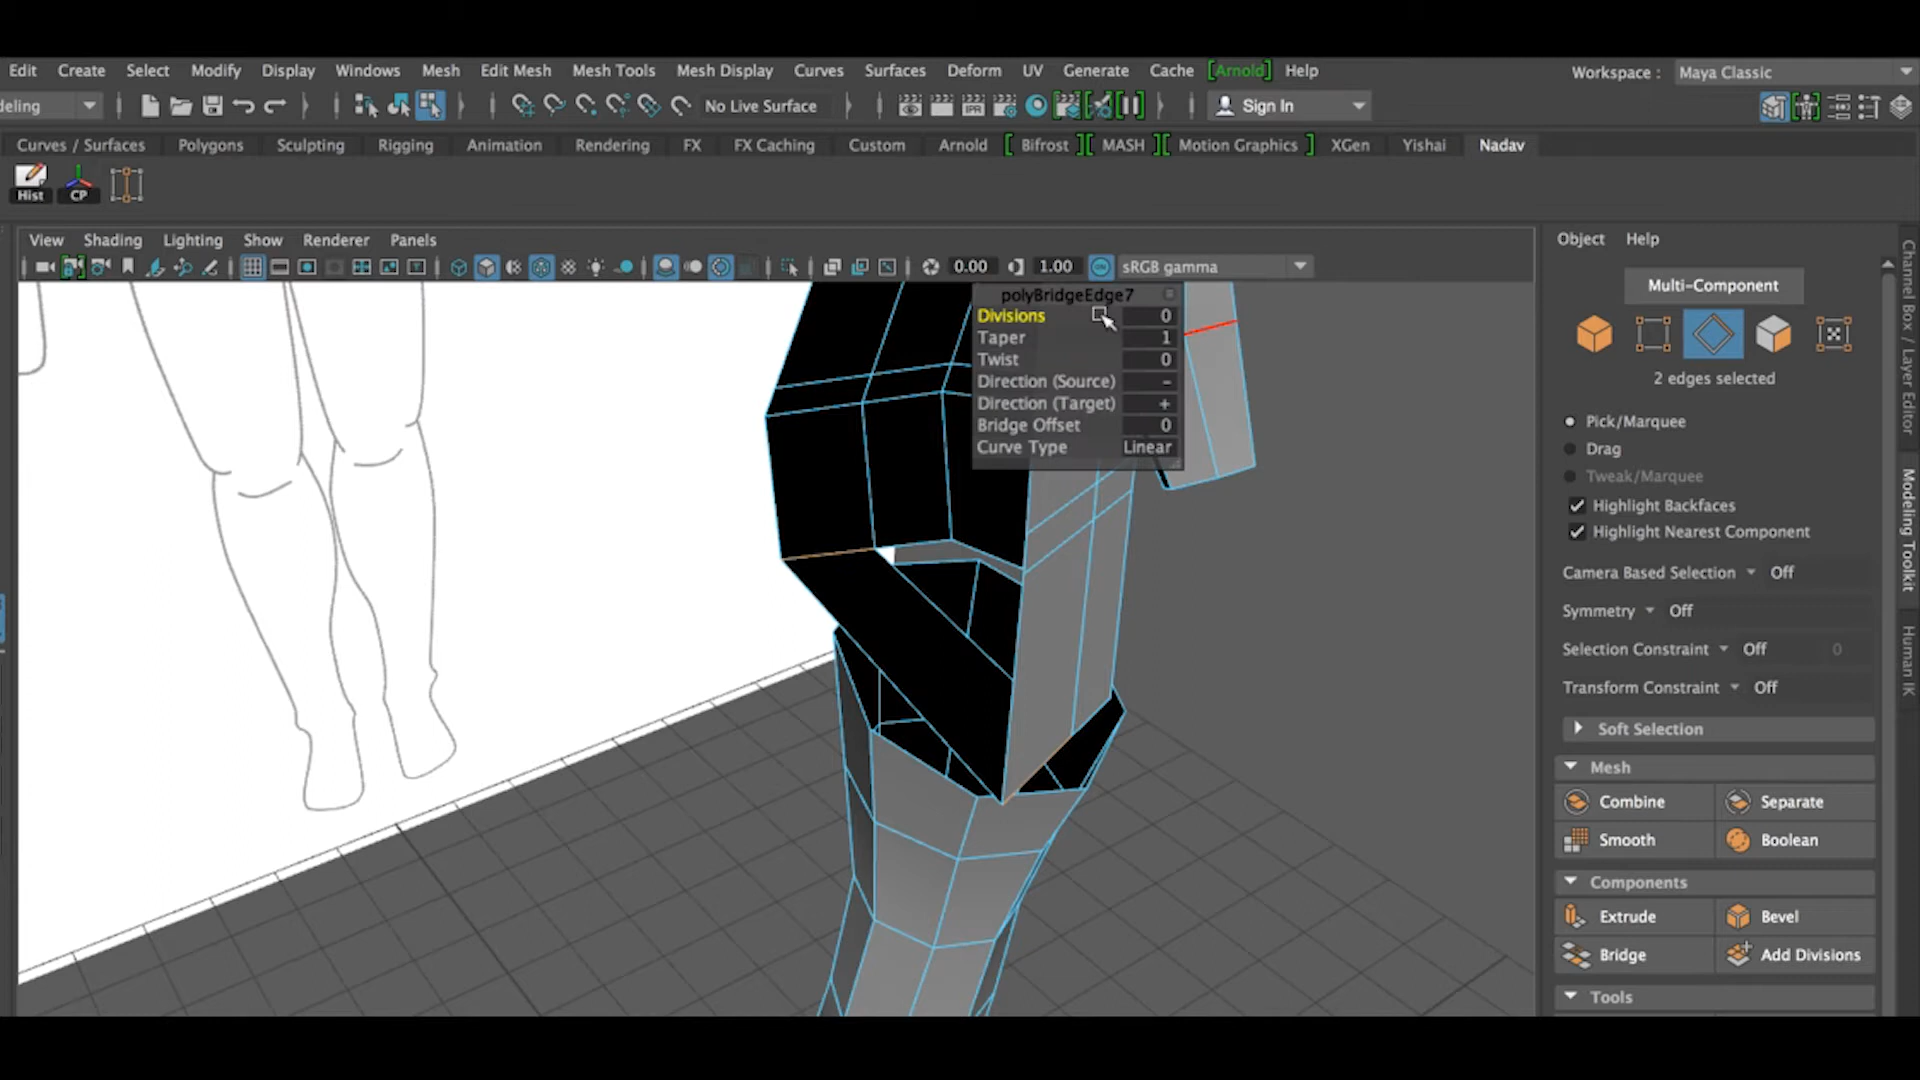 Edit Create Select Modify Display Windows Mesh Edit Mesh Mesh Tools Mesh Display Curves Surfaces Deform UV Generate Cache [Arnold] Help Workspace : Maya Classic
deling No Live Surface IPR Sign In
Curves / Surfaces Polygons Sculpting Rigging Animation Rendering FX FX Caching Custom Arnold [ Bifrost ] [ MASH ] [ Motion Graphics ] XGen Yishai Nadav
Hist CP
View Shading Lighting Show Renderer Panels
0.00 1.00 sRGB gamma
polyBridgeEdge7
Divisions 0
Taper 1
Twist 0
Direction (Source) -
Direction (Target) +
Bridge Offset 0
Curve Type Linear
Object Help
Multi-Component
2 edges selected
Pick/Marquee
Drag
Tweak/Marquee
Highlight Backfaces
Highlight Nearest Component
Camera Based Selection Off
Symmetry Off
Selection Constraint Off 0
Transform Constraint Off
Soft Selection
Mesh
Combine Separate
Smooth Boolean
Components
Extrude Bevel
Bridge Add Divisions
Tools
Channel Box / Layer Editor
Modeling Toolkit
Human IK